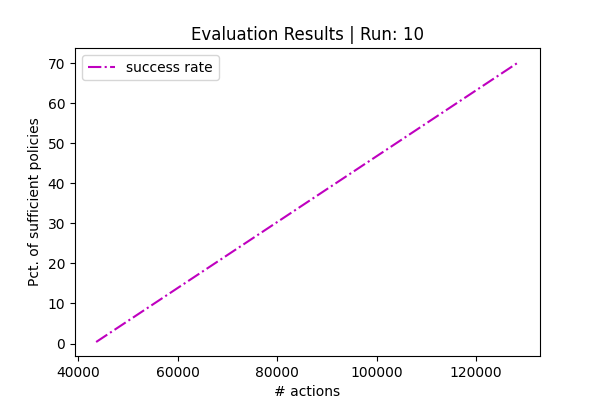 Evaluation Results | Run: 10
success rate
Pct. of sufficient policies
70
60
50
40
30
20
10
0
40000 60000 80000 100000 120000
# actions